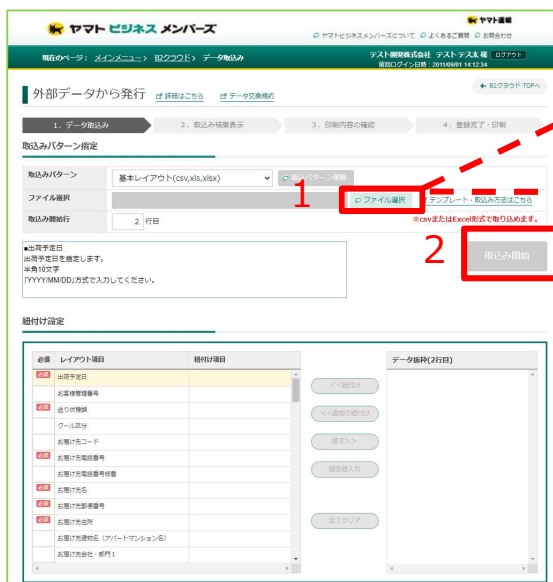 ヤマト ビジネス メンバーズ
ヤマト運輸
ヤマトビジネスメンバーズについて よくあるご質問 お問合わせ
現在のページ： メインメニュー> B2クラウド> データ取込み
テスト開発株式会社 テスト テスえ 様 ログアウト
前回ログイン日時：2011/09/01 14:12:34
外部データから発行 詳細はこちら データ交換規約
B2クラウド TOPへ
1. データ取込み 2. 取込み結果表示 3. 印刷内容の確認 4. 登録完了・印刷
取込みパターン指定
取込みパターン 基本レイアウト(csv,xls,xlsx)
1
ファイル選択 ファイル選択 テンプレート・取込み方法はこちら
取込み開始行 2 行目 ※csvまたはExcel形式で取り込めます。
2 取込み開始
■出荷予定日
出荷予定日を指定します。
半角10文字
「YYYY/MM/DD」方式で入力してください。
紐付け設定
必須 レイアウト項目 紐付け項目 データ抜粋(2行目)
必須 出荷予定日
<<紐付け
お客様管理番号
必須 送り状種類
<<追加で紐付け
クール区分
お届け先コード
解す>>
必須 お届け先電話番号
お届け先電話番号枝番
固定値入力
必須 お届け先名
必須 お届け先郵便番号
必須 お届け先住所
全てクリア
お届け先建物名（アパートマンション名）
お届け先会社・部門１